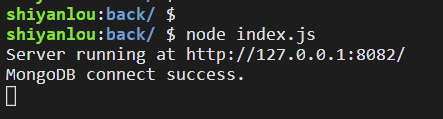 shiyanlou:back/ $
shiyanlou:back/ $ node index.js
Server running at http://127.0.0.1:8082/
MongoDB connect success.